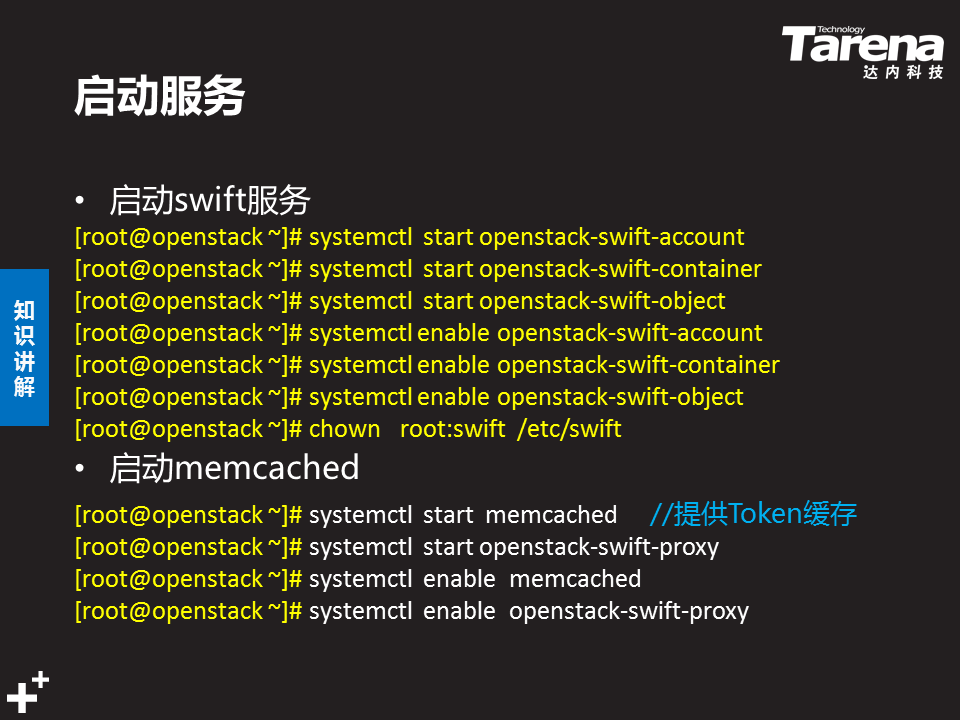 Technology
Tarena
达内科技
启动服务
• 启动swift服务
[root@openstack ~]# systemctl start openstack-swift-account
[root@openstack ~]# systemctl start openstack-swift-container
[root@openstack ~]# systemctl start openstack-swift-object
[root@openstack ~]# systemctl enable openstack-swift-account
[root@openstack ~]# systemctl enable openstack-swift-container
[root@openstack ~]# systemctl enable openstack-swift-object
[root@openstack ~]# chown root:swift /etc/swift
• 启动memcached
[root@openstack ~]# systemctl start memcached //提供Token缓存
[root@openstack ~]# systemctl start openstack-swift-proxy
[root@openstack ~]# systemctl enable memcached
[root@openstack ~]# systemctl enable openstack-swift-proxy
知识讲解